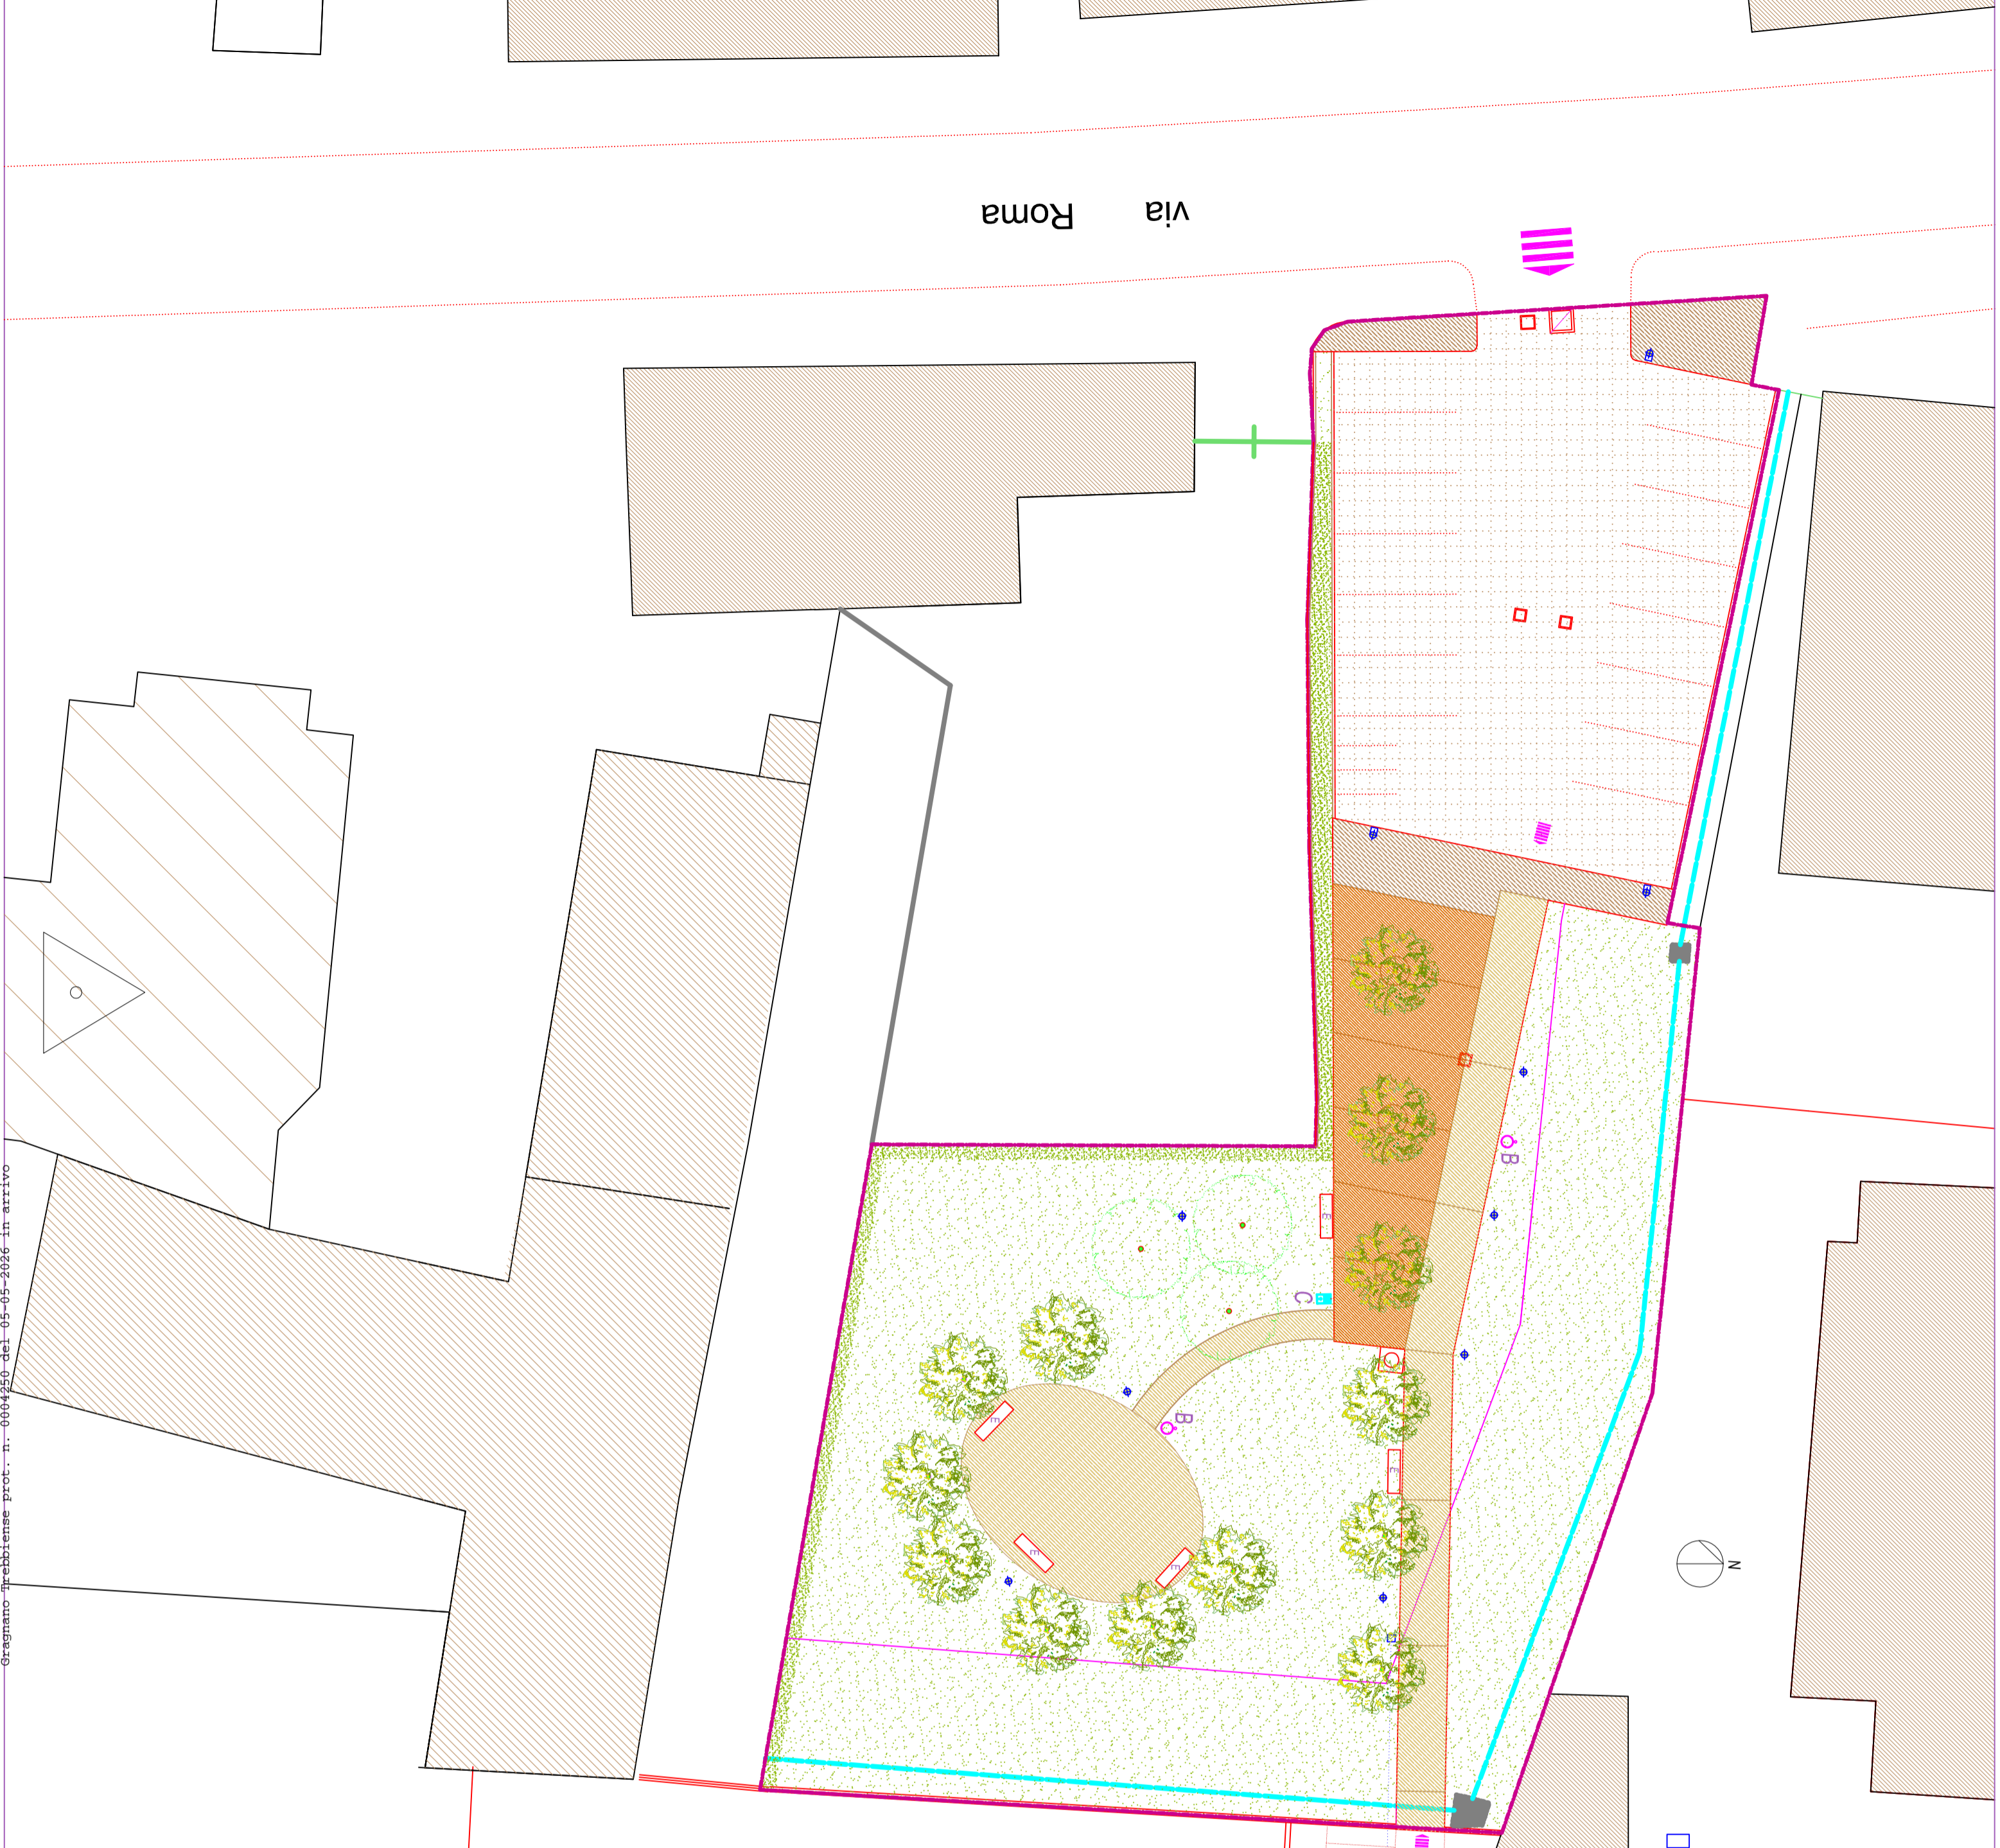 via Roma
B
E
C
B
E
E
E
E
N
Gragnano Trebbiense prot. n. 0004250 del 05-05-2026 in arrivo